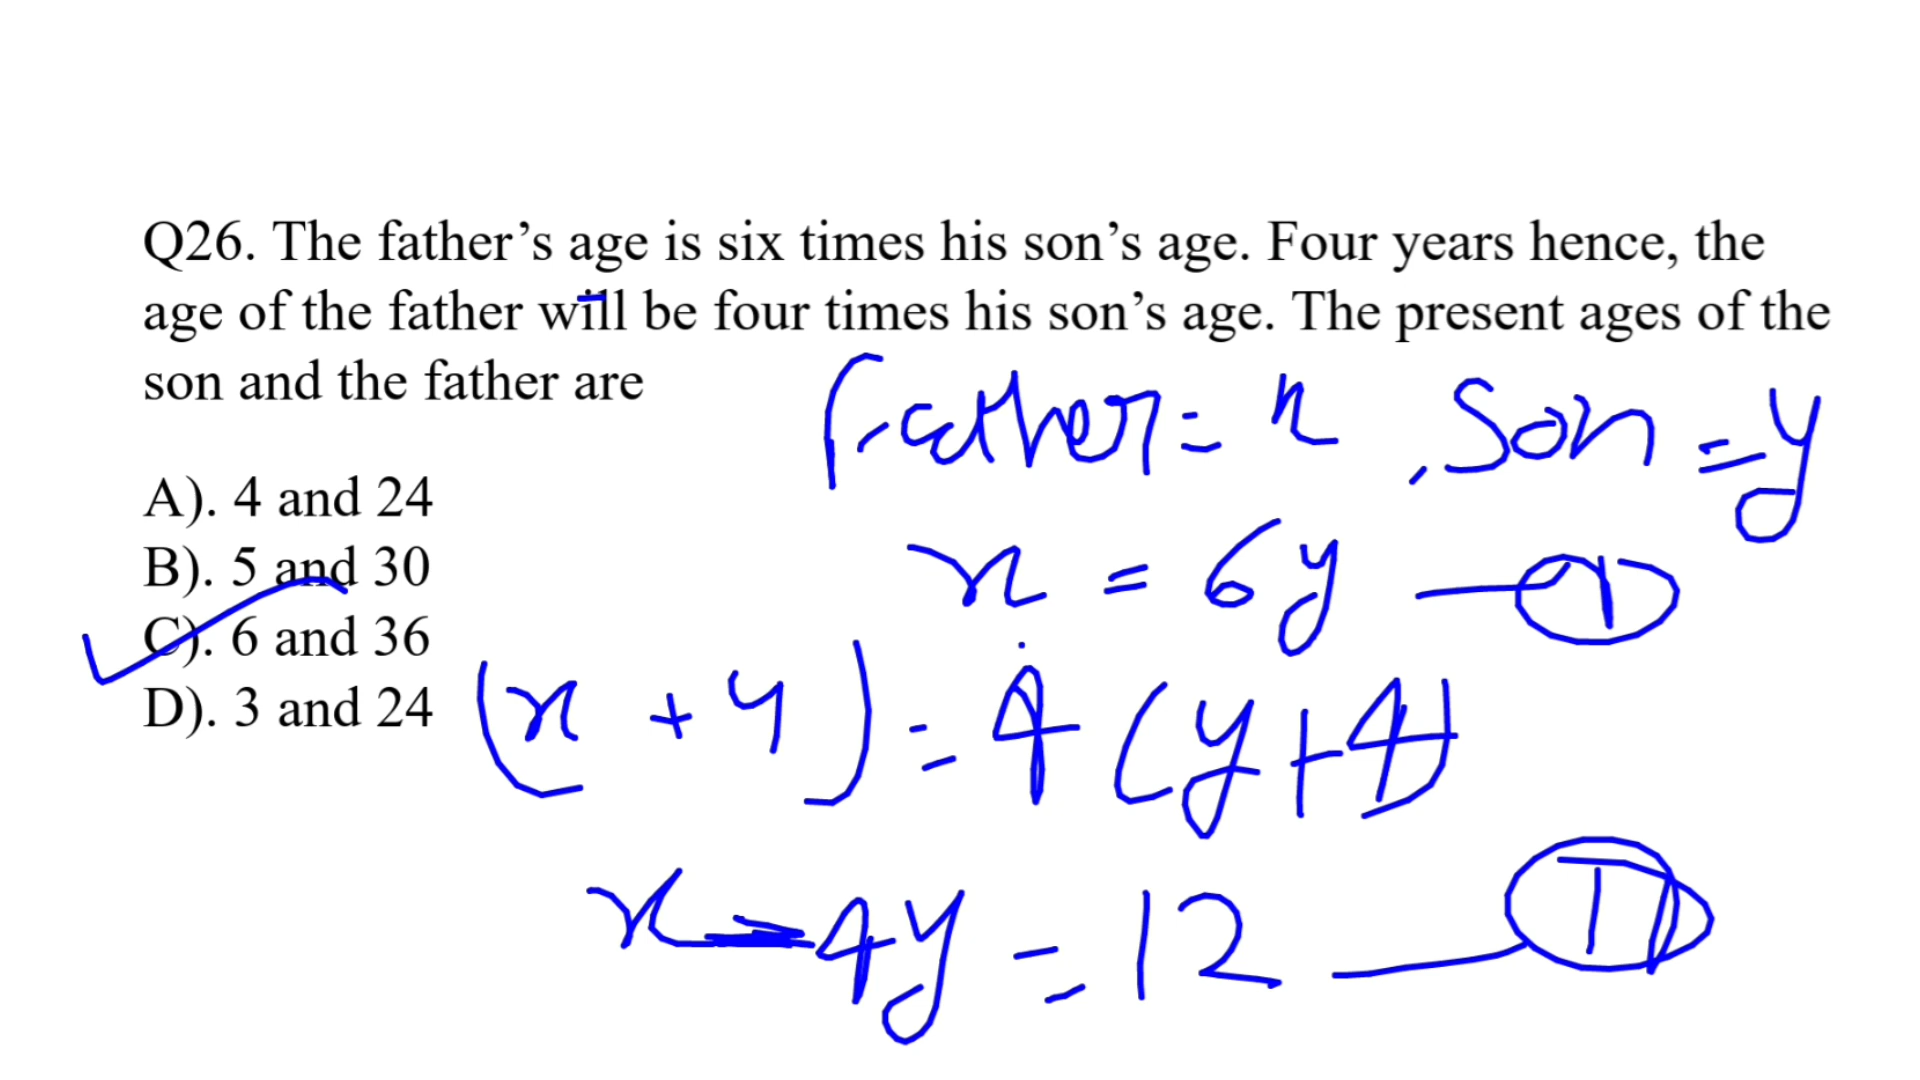 Q26. The father’s age is six times his son’s age. Four years hence, the
age of the father will be four times his son’s age. The present ages of the
son and the father are
Father = x , Son = y
A). 4 and 24
B). 5 and 30
C). 6 and 36
D). 3 and 24
x = 6y — I
(x + 4) = 4 (y + 4)
x - 4y = 12 — II